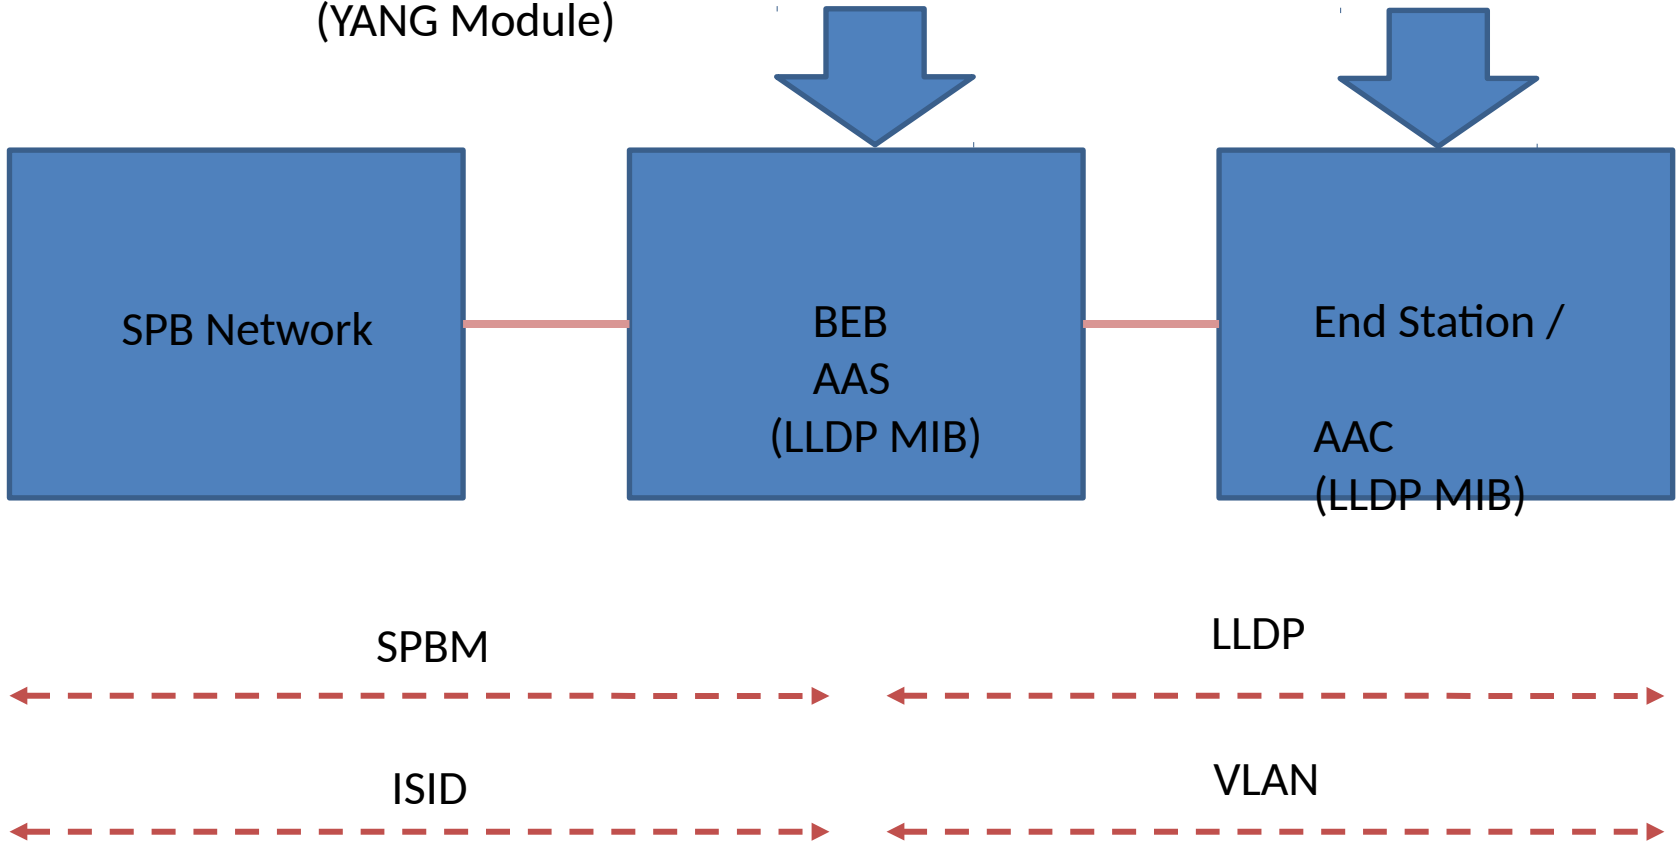 (YANG Module)
SPB Network
BEB
AAS
(LLDP MIB)
End Station /
AAC
(LLDP MIB)
SPBM
LLDP
ISID
VLAN